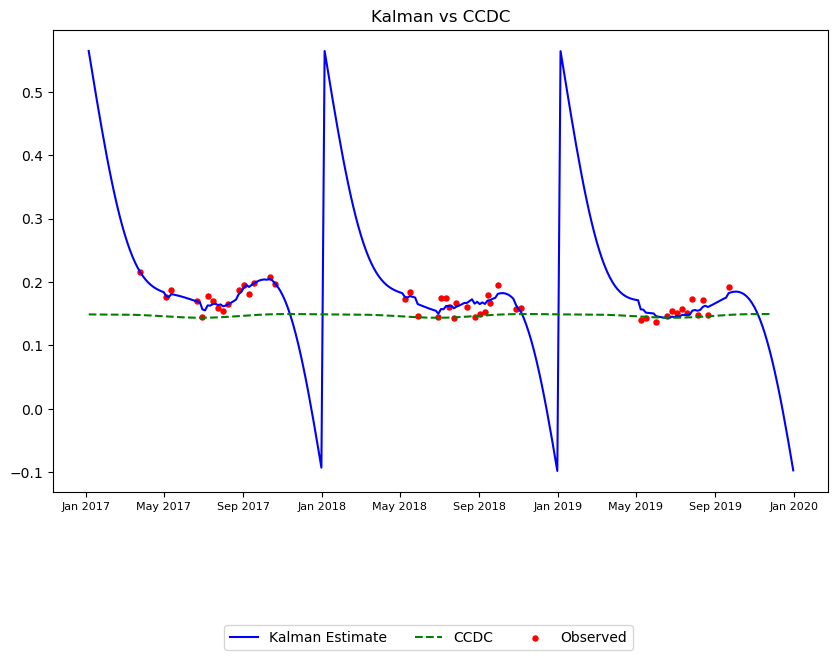 Kalman vs CCDC
0.5
0.4
0.3
0.2
0.1
0.0
−0.1
Jan 2017 May 2017 Sep 2017 Jan 2018 May 2018 Sep 2018 Jan 2019 May 2019 Sep 2019 Jan 2020
Kalman Estimate CCDC Observed